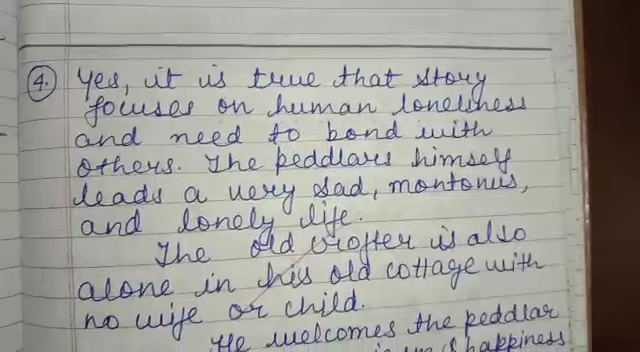 4. Yes, it is true that story
focuses on human loneliness
and need to bond with
others. The peddlars himself
leads a very sad, montonus,
and lonely life.
The old crofter is also
alone in his old cottage with
no wife or child.
He welcomes the peddlar
happiness